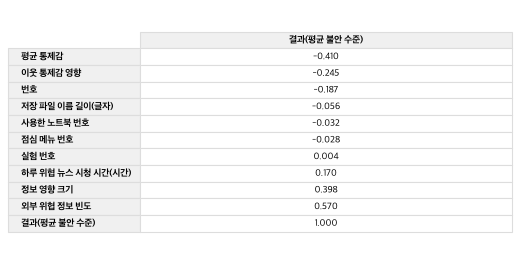 결과(평균 불안 수준)
평균 통제감 -0.410
이웃 통제감 영향 -0.245
번호 -0.187
저장 파일 이름 길이(글자) -0.056
사용한 노트북 번호 -0.032
점심 메뉴 번호 -0.028
실험 번호 0.004
하루 위협 뉴스 시청 시간(시간) 0.170
정보 영향 크기 0.398
외부 위협 정보 빈도 0.570
결과(평균 불안 수준) 1.000